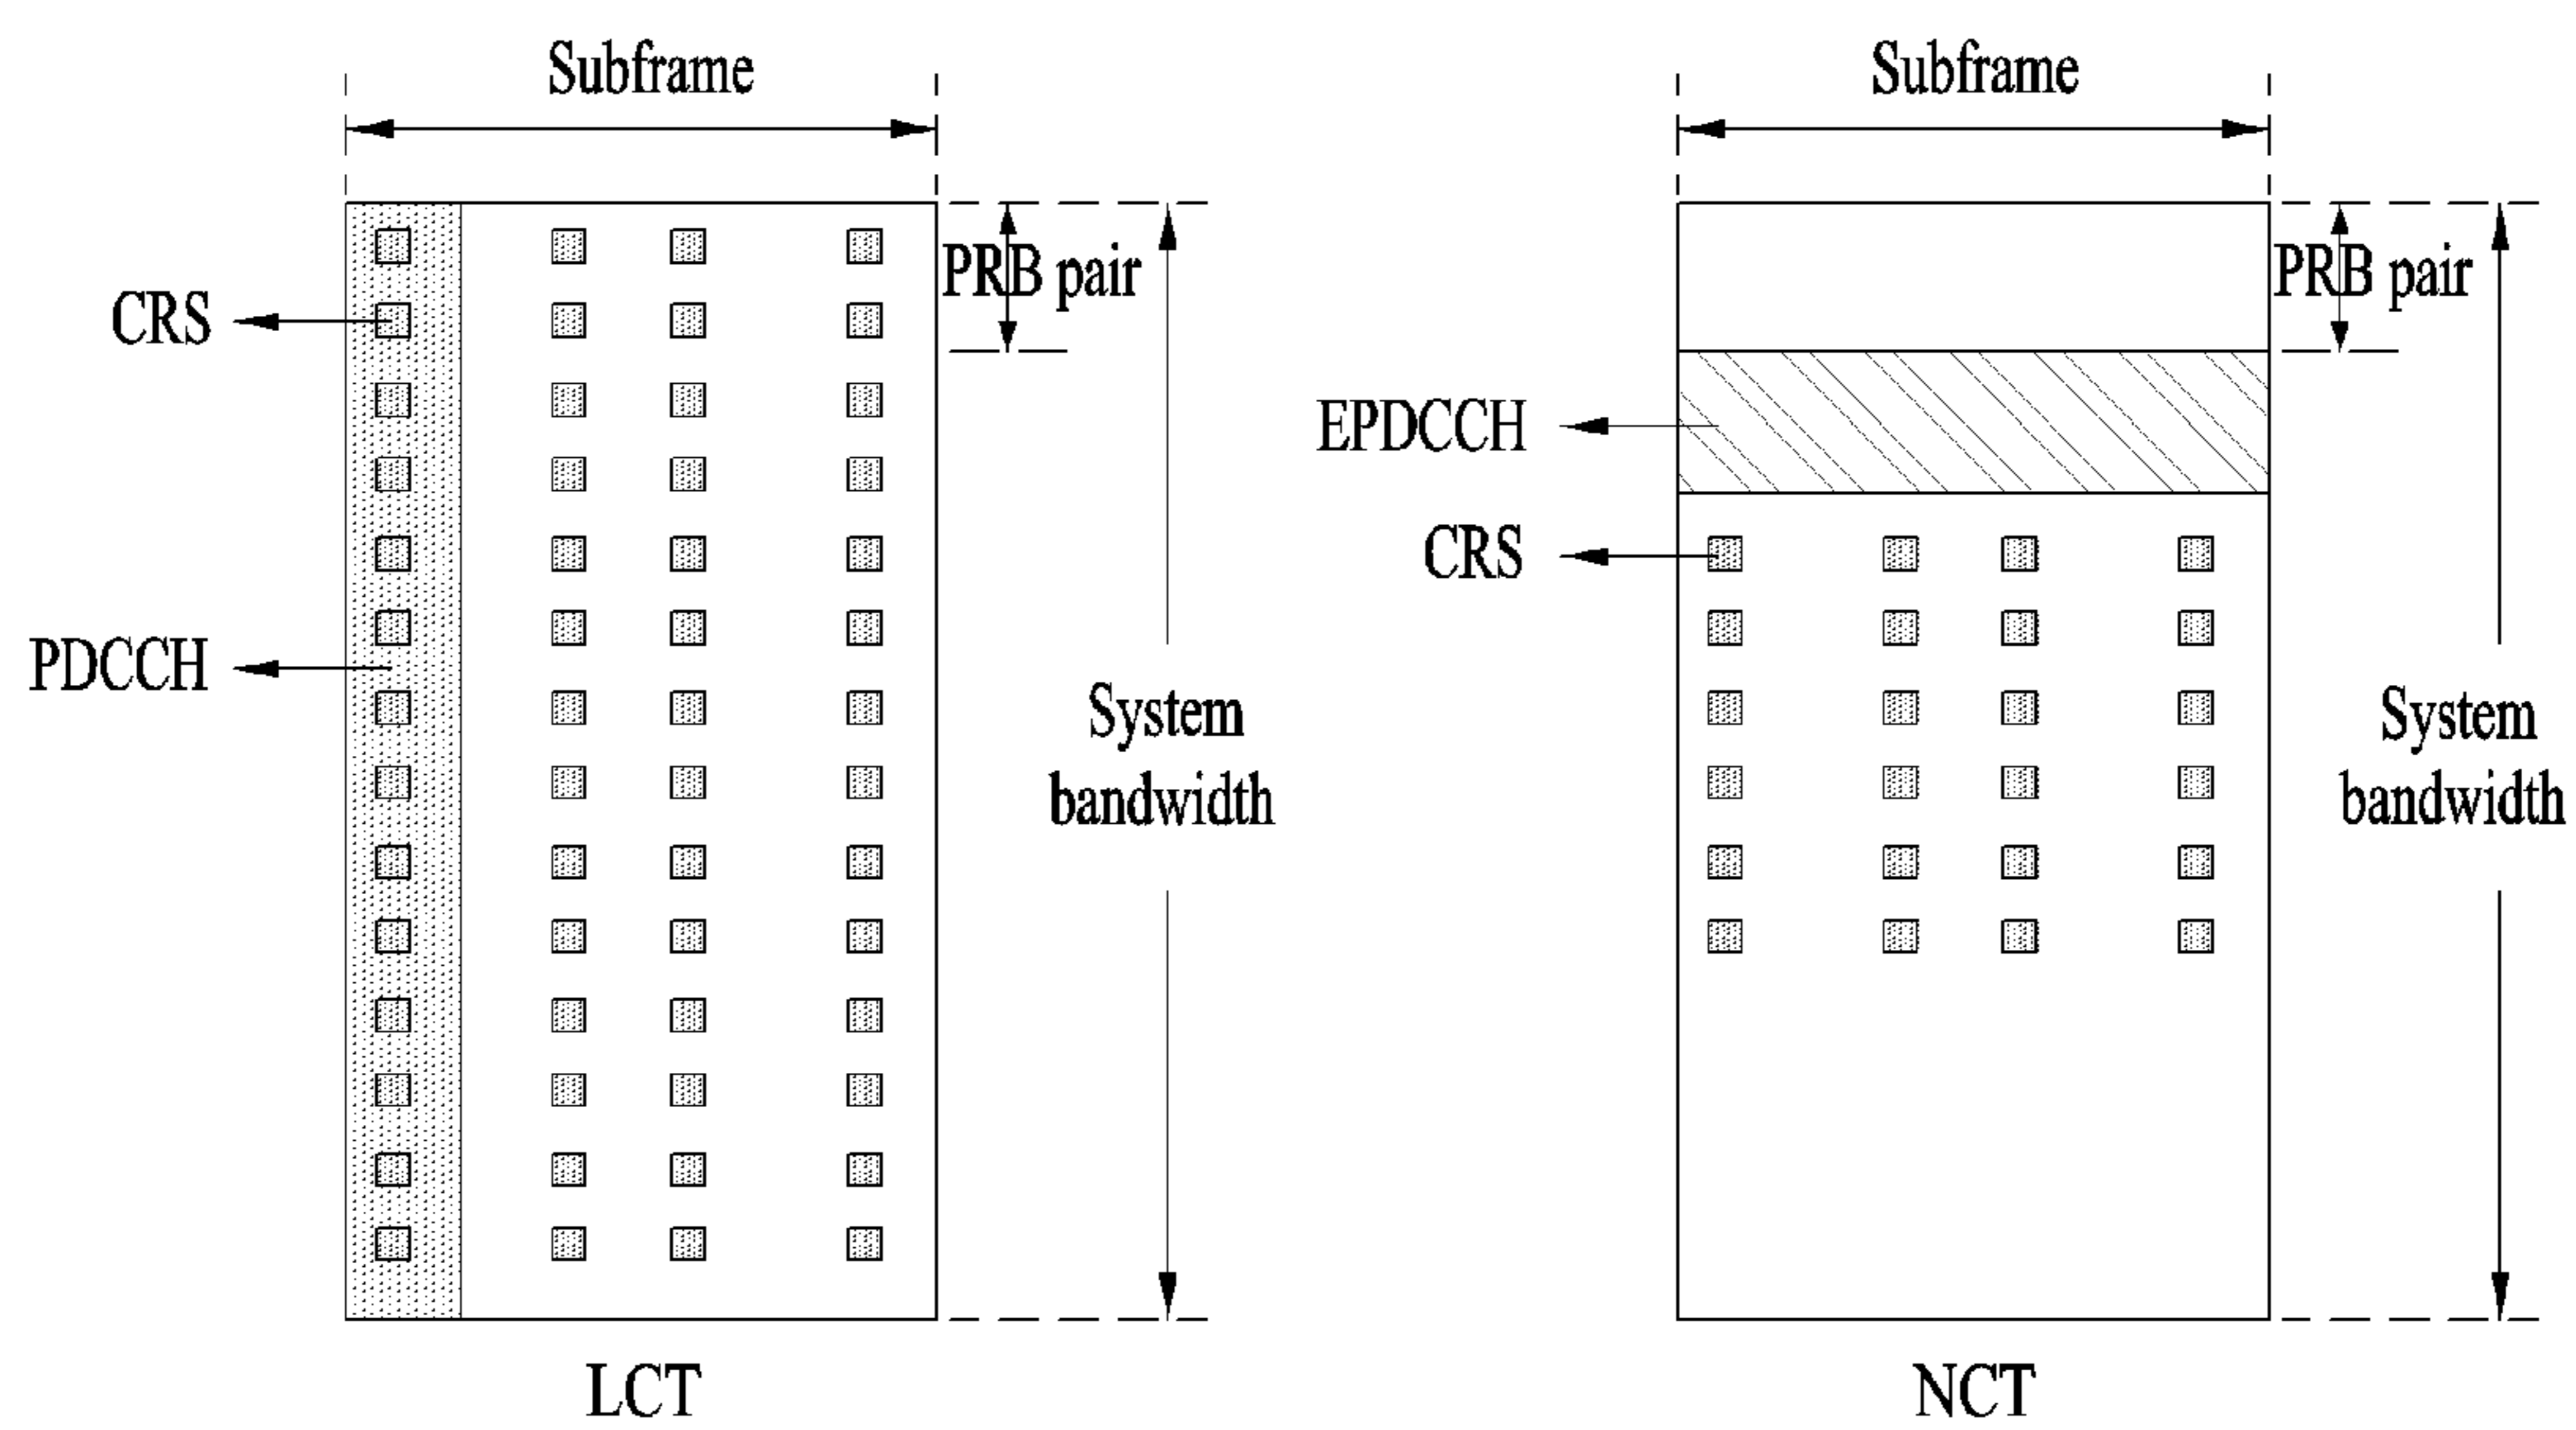 Subframe
PRB pair
CRS
PDCCH
System
bandwidth
LCT
Subframe
PRB pair
EPDCCH
CRS
System
bandwidth
NCT